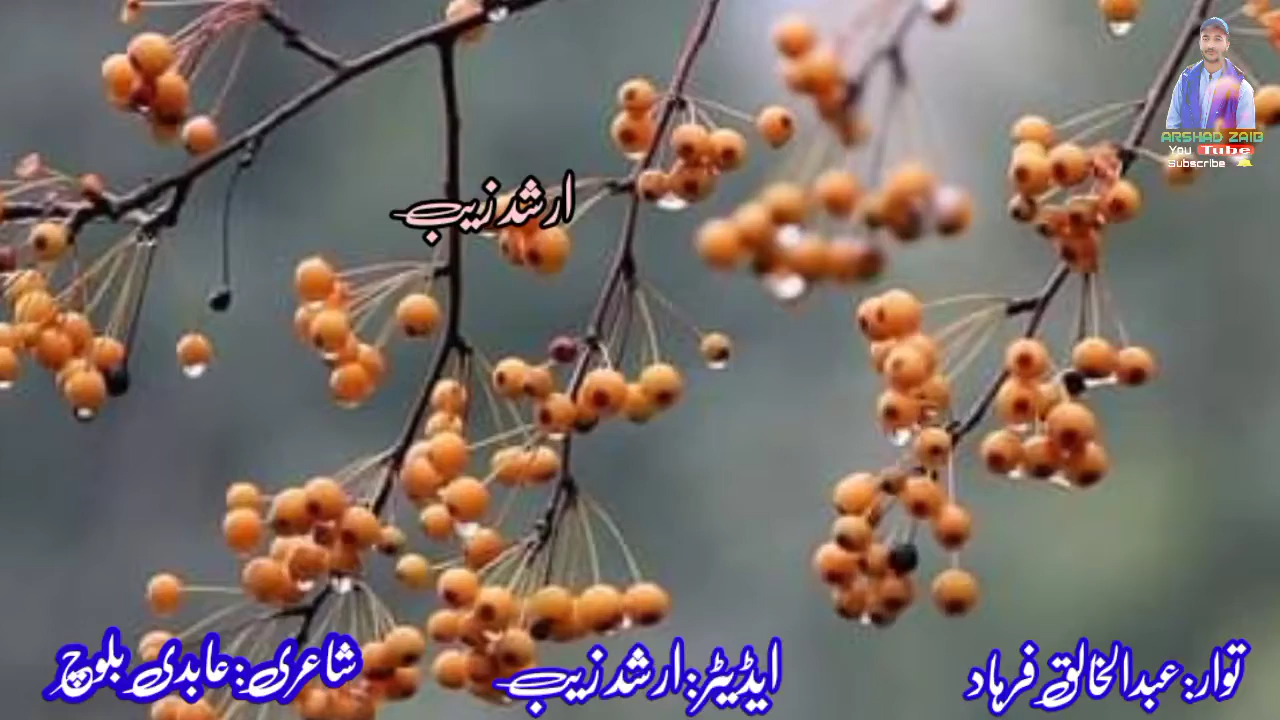 ARSHAD ZAIB
You Tube
Subscribe
ارشد زیب
توار: عبدالخالق فرہاد
ایڈیٹر: ارشد زیب
شاعری: عابدی بلوچ